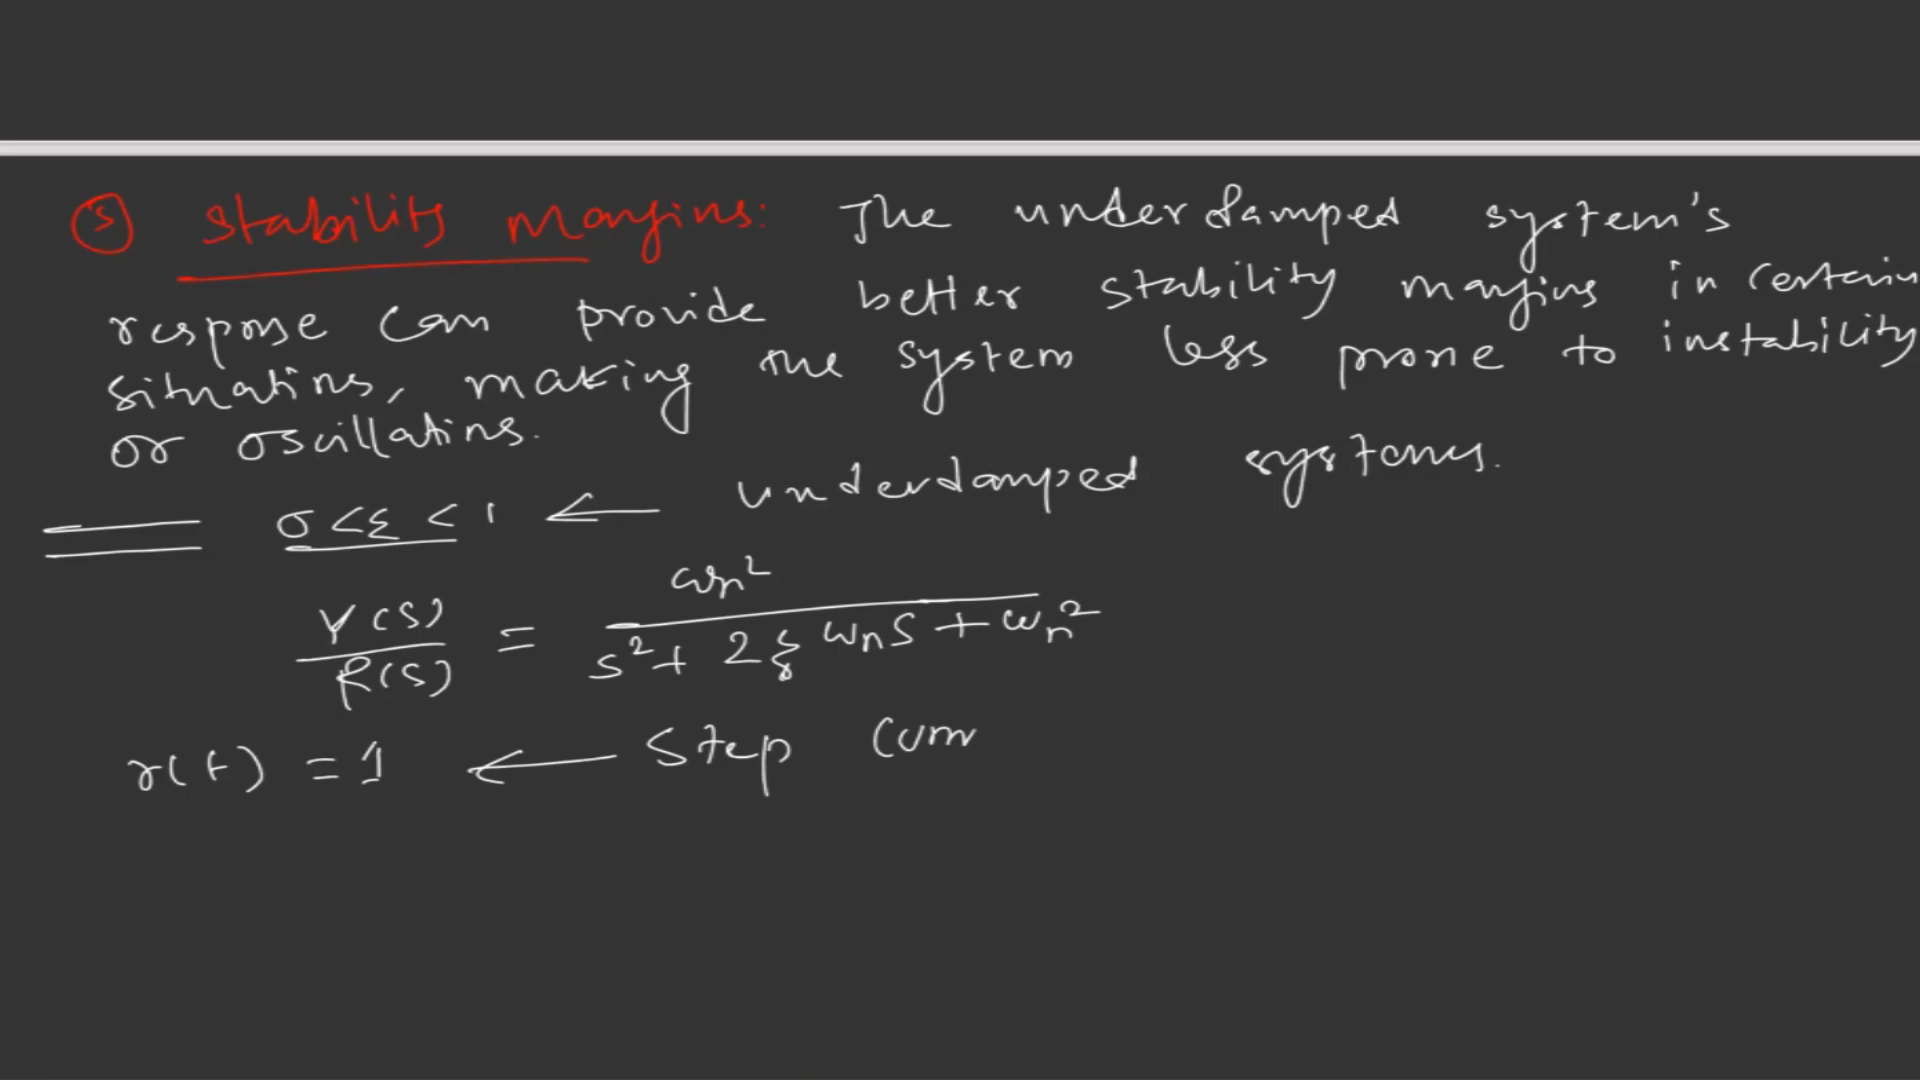 ⑤ Stability Margins: The underdamped system's
response can provide better stability margins in certain
situations, making the system less prone to instability
or oscillations.
0 < ξ < 1 ← underdamped systems.
Y(s)/R(s) = ωn²/(s² + 2ξωns + ωn²)
r(t) = 1 ← Step com